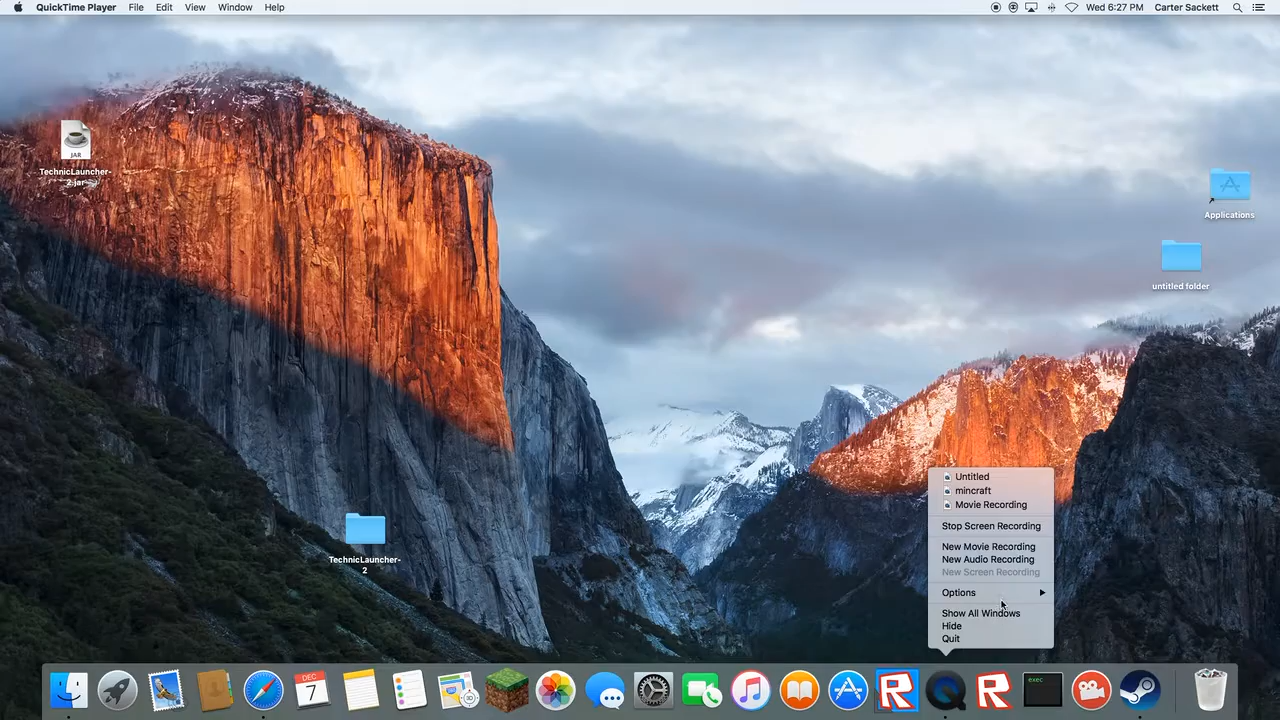 QuickTime Player File Edit View Window Help Wed 6:27 PM Carter Sackett
JAR
TechnicLauncher-
2.jar
Applications
untitled folder
TechnicLauncher-
2
Untitled
mincraft
Movie Recording
Stop Screen Recording
New Movie Recording
New Audio Recording
New Screen Recording
Options
Show All Windows
Hide
Quit
DEC
7
3D
exec